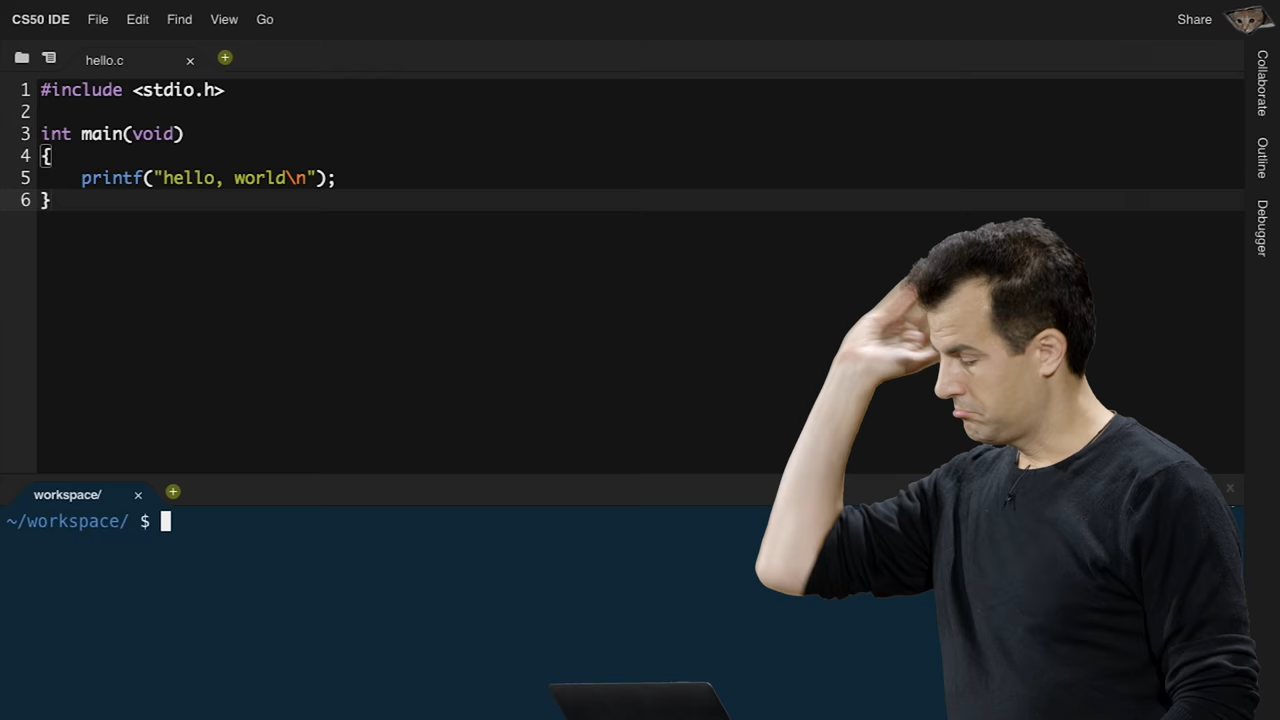 CS50 IDE File Edit Find View Go Share
hello.c
1 #include <stdio.h>
2
3 int main(void)
4 {
5     printf("hello, world\n");
6 }
Collaborate
Outline
Debugger
workspace/
~/workspace/ $